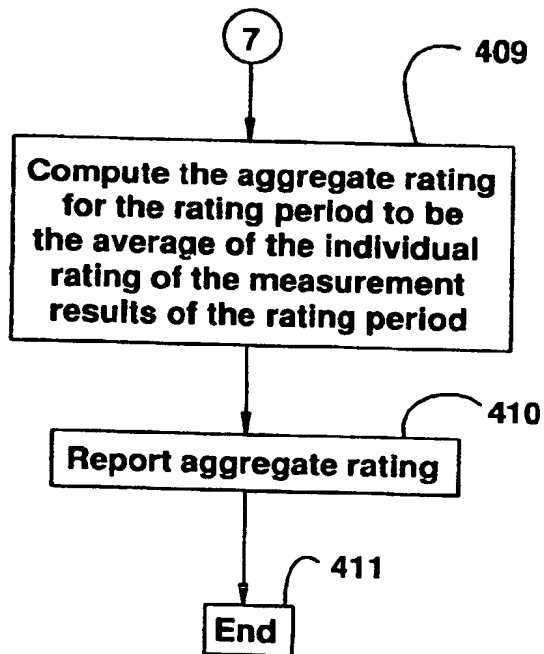 7
409
Compute the aggregate rating
for the rating period to be
the average of the individual
rating of the measurement
results of the rating period
410
Report aggregate rating
411
End